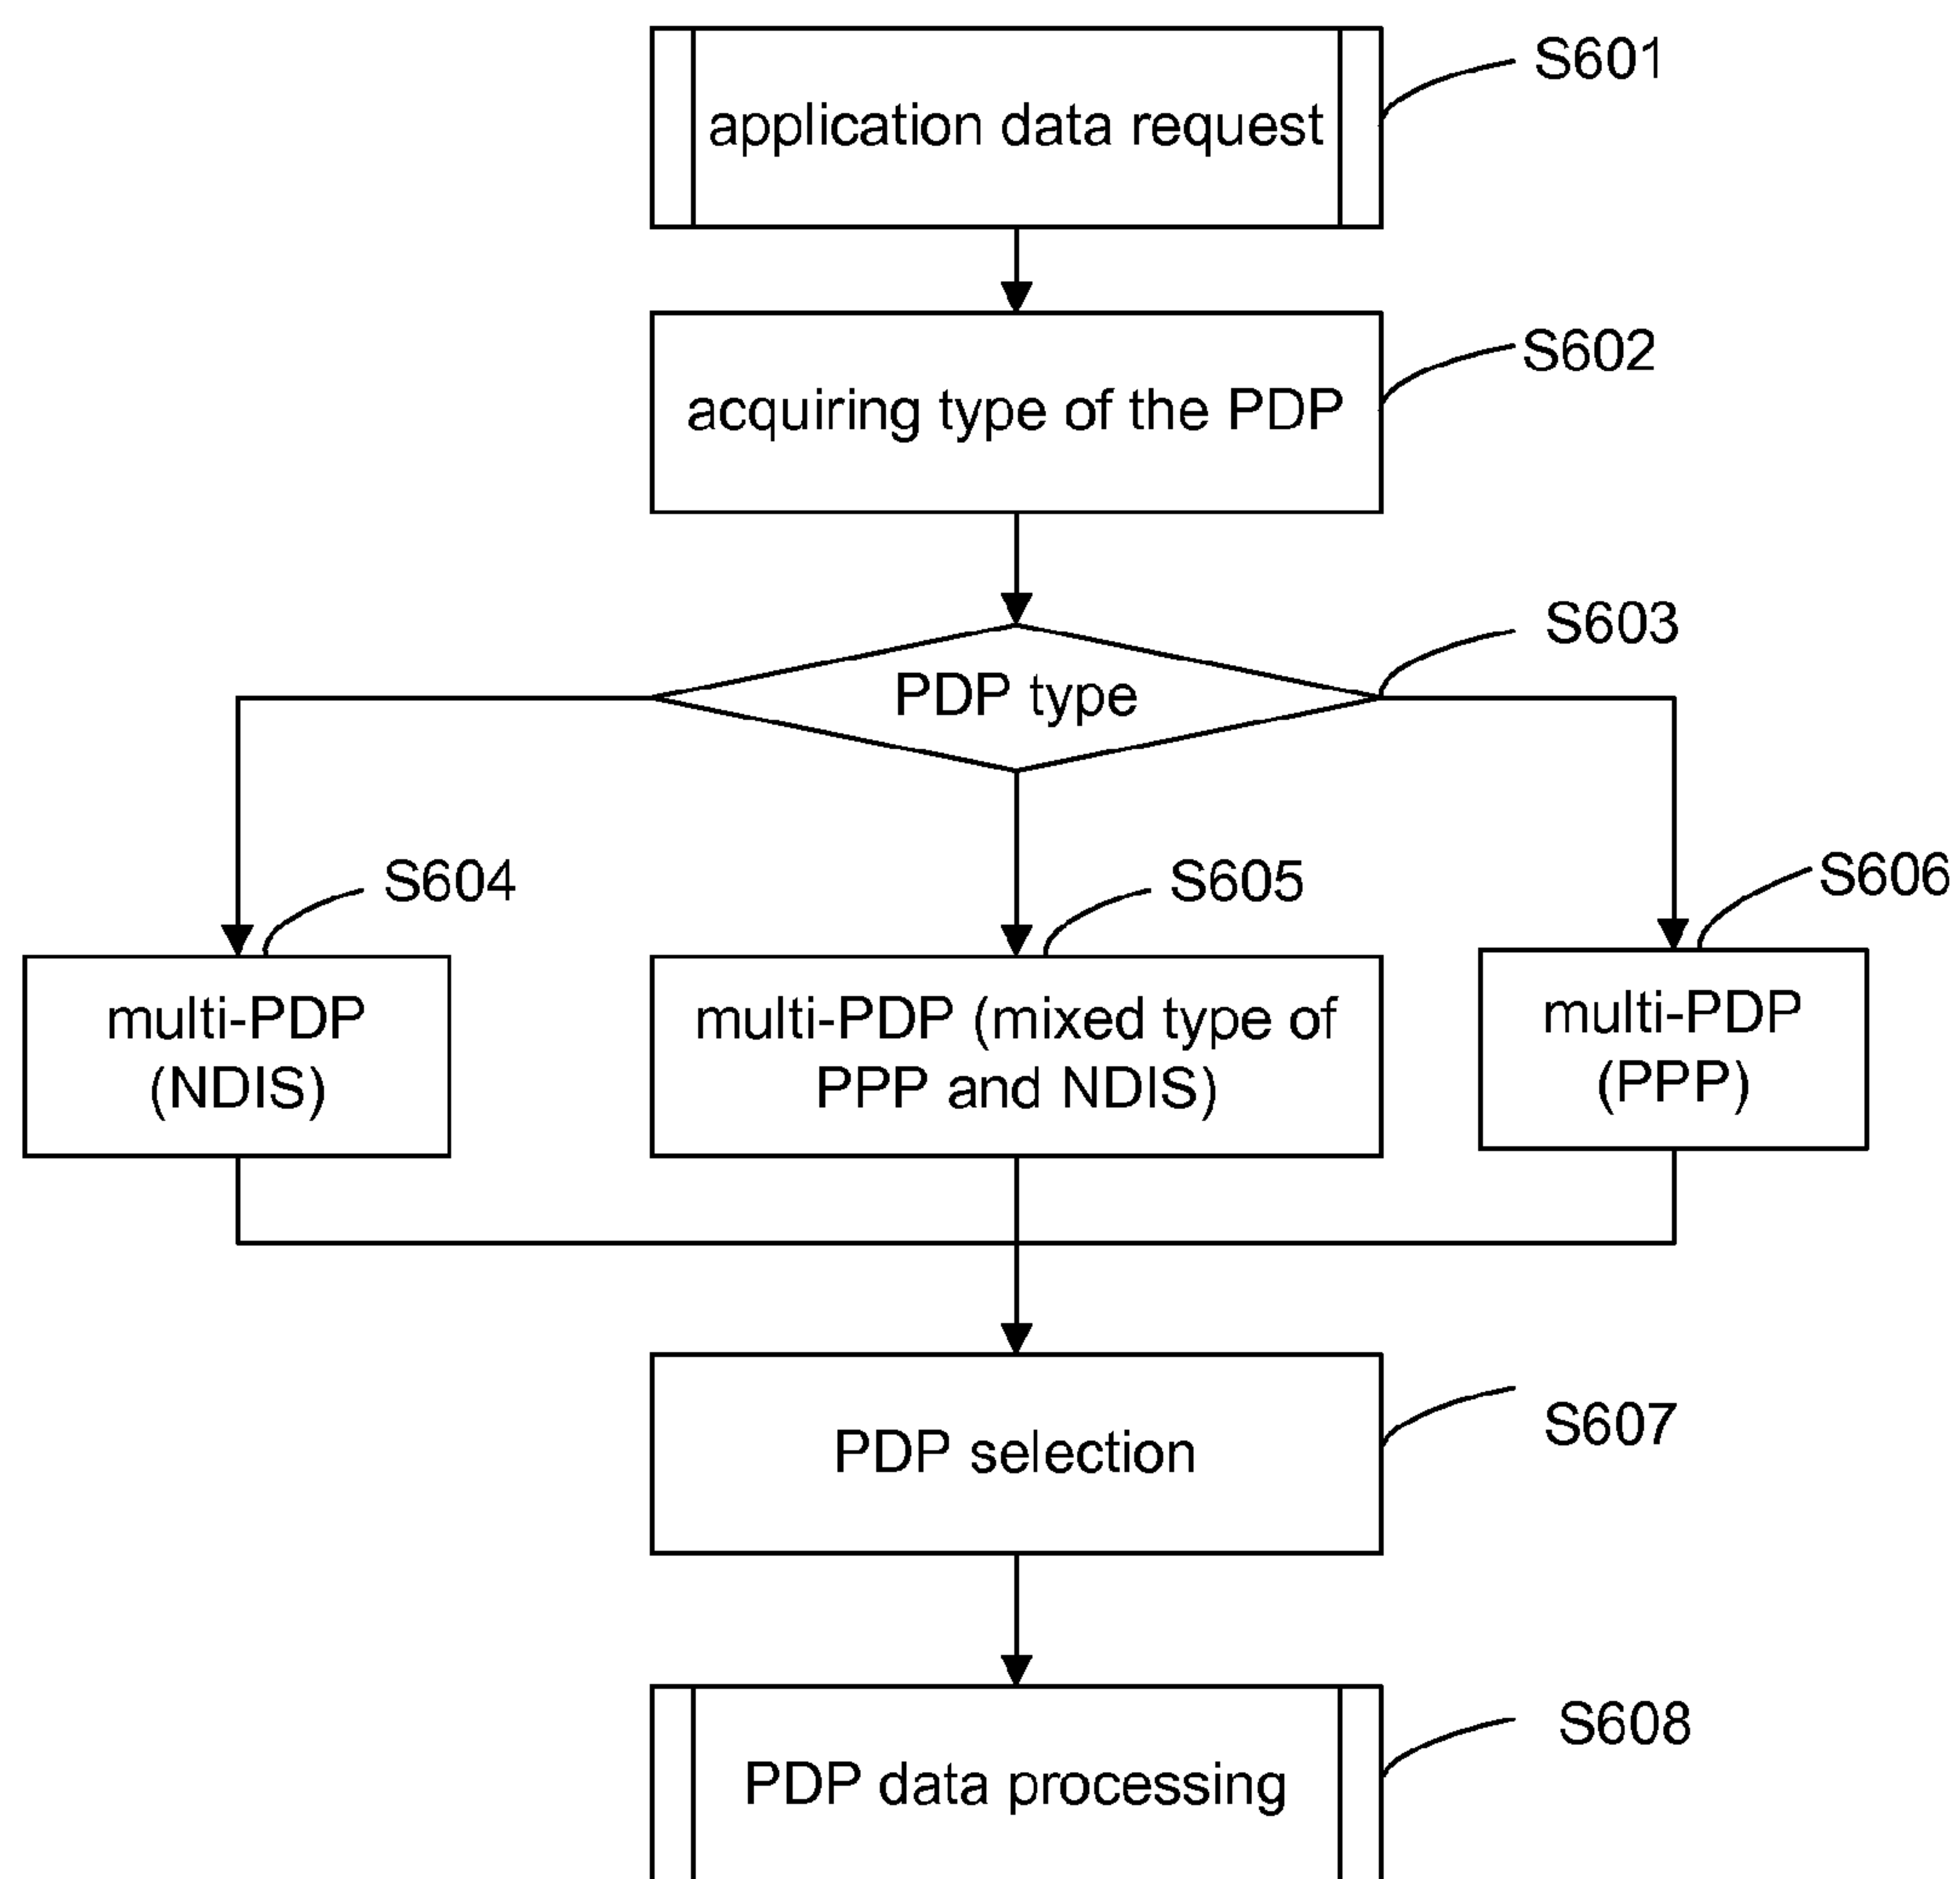 application data request
S601
acquiring type of the PDP
S602
PDP type
S603
S604
S605
S606
multi-PDP
(NDIS)
multi-PDP (mixed type of
PPP and NDIS)
multi-PDP
(PPP)
PDP selection
S607
PDP data processing
S608